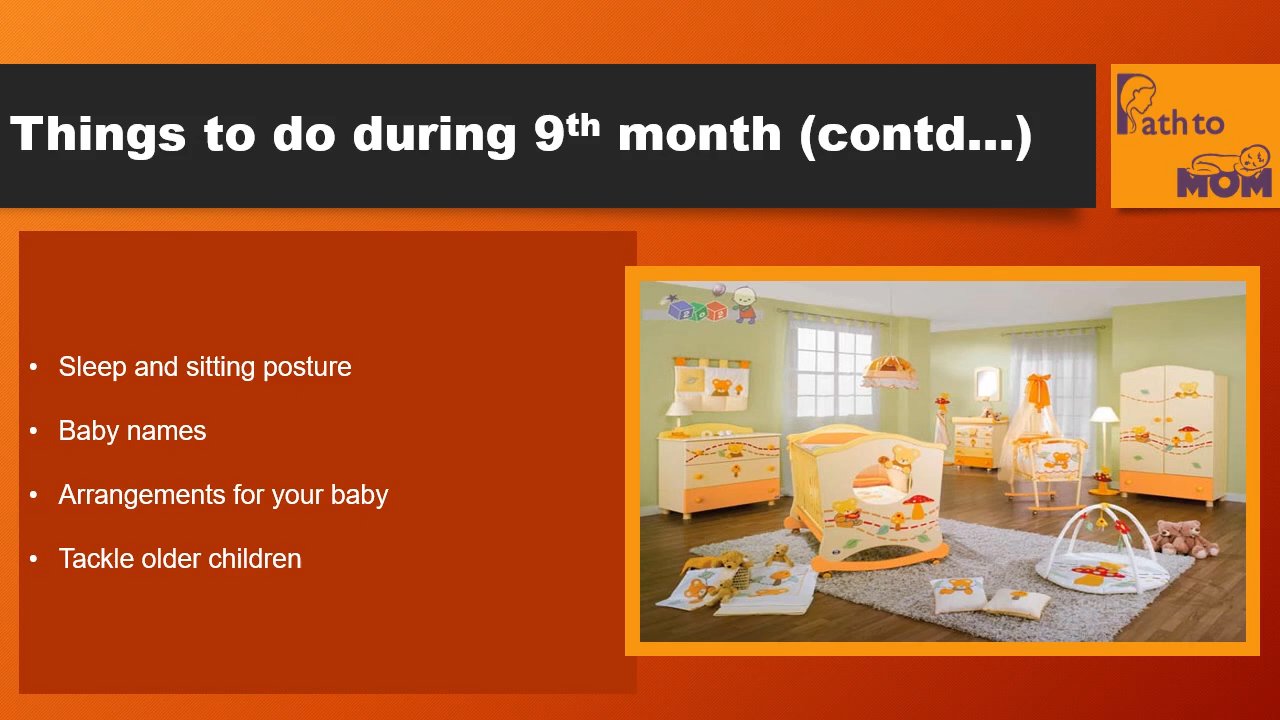 Things to do during 9th month (contd...)
Path to
MOM
• Sleep and sitting posture
• Baby names
• Arrangements for your baby
• Tackle older children